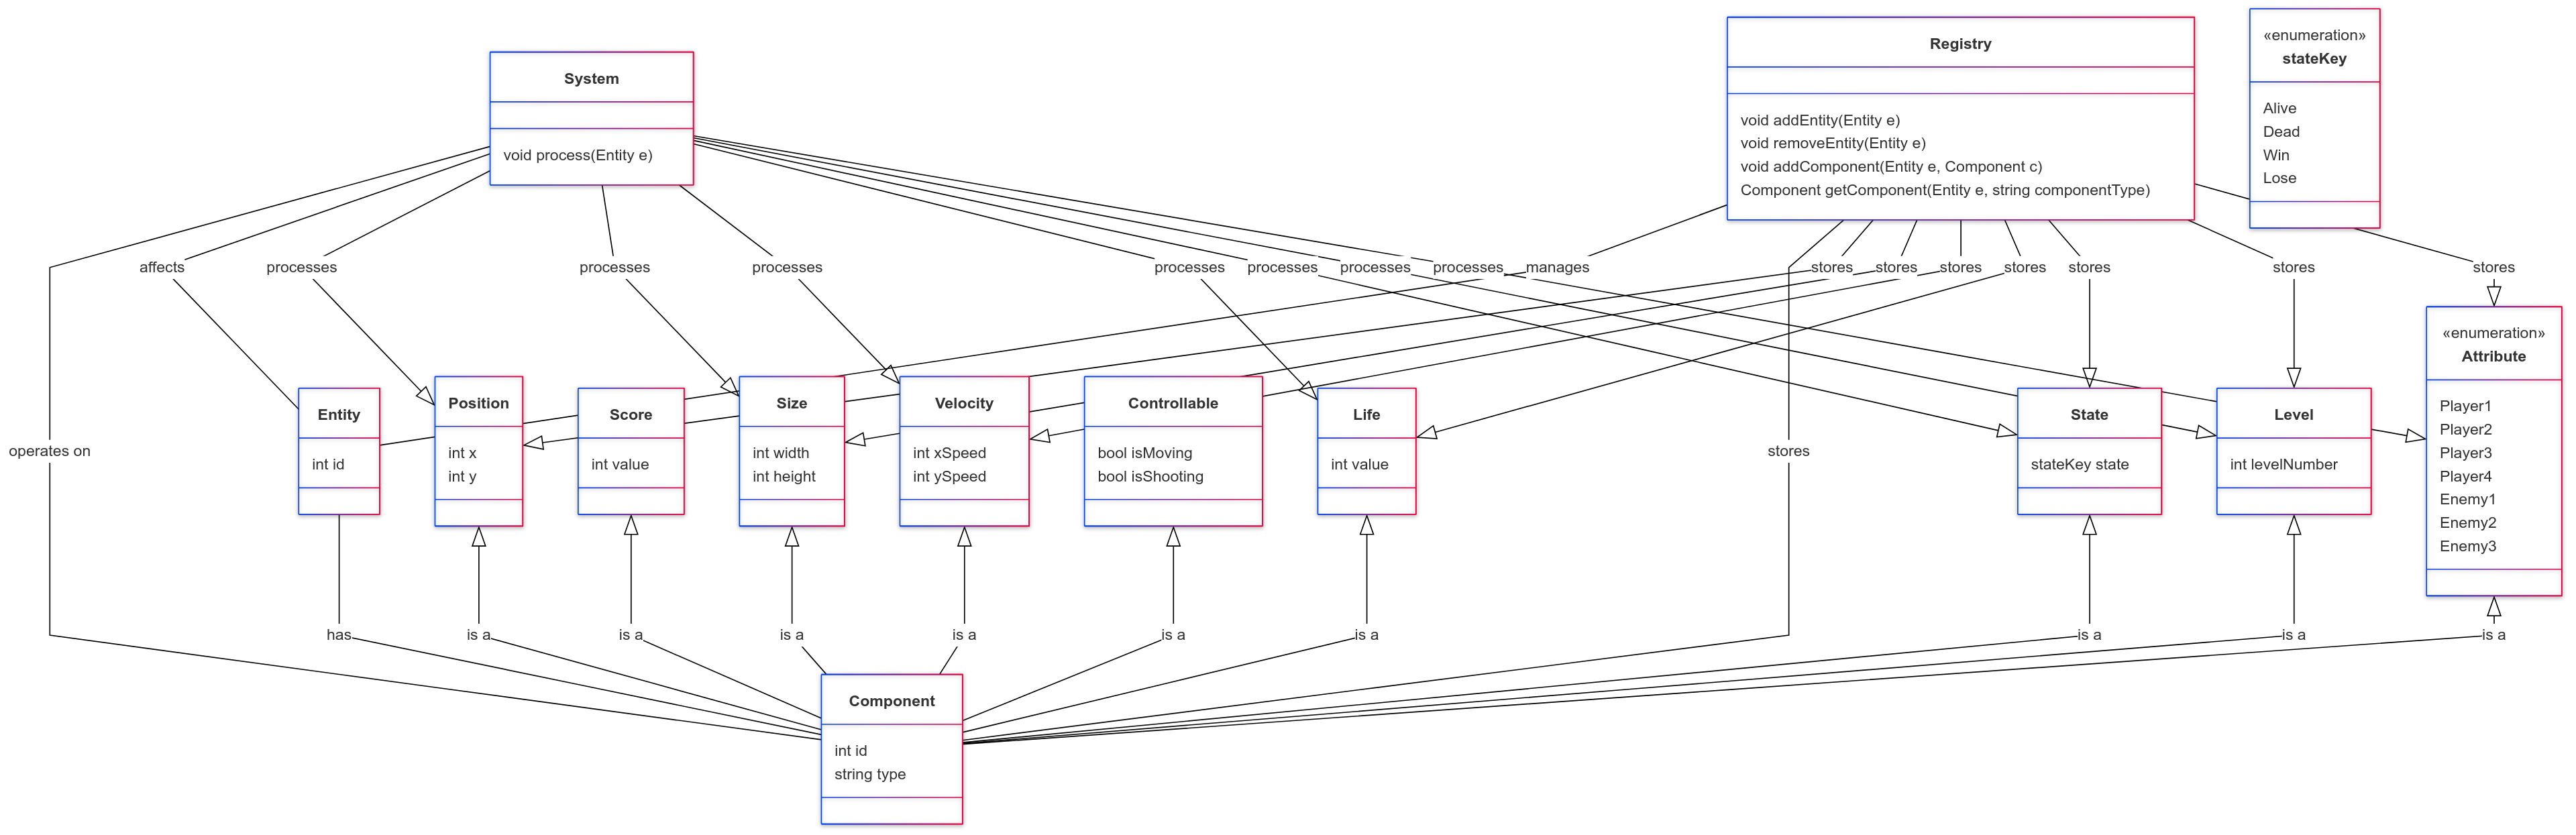 System
void process(Entity e)
Registry
void addEntity(Entity e)
void removeEntity(Entity e)
void addComponent(Entity e, Component c)
Component getComponent(Entity e, string componentType)
«enumeration»
stateKey
Alive
Dead
Win
Lose
affects
processes
processes
processes
processes
processes
processes
processes
manages
stores
stores
stores
stores
stores
stores
stores
operates on
stores
Entity
int id
Position
int x
int y
Score
int value
Size
int width
int height
Velocity
int xSpeed
int ySpeed
Controllable
bool isMoving
bool isShooting
Life
int value
State
stateKey state
Level
int levelNumber
«enumeration»
Attribute
Player1
Player2
Player3
Player4
Enemy1
Enemy2
Enemy3
has
is a
is a
is a
is a
is a
is a
is a
is a
is a
Component
int id
string type